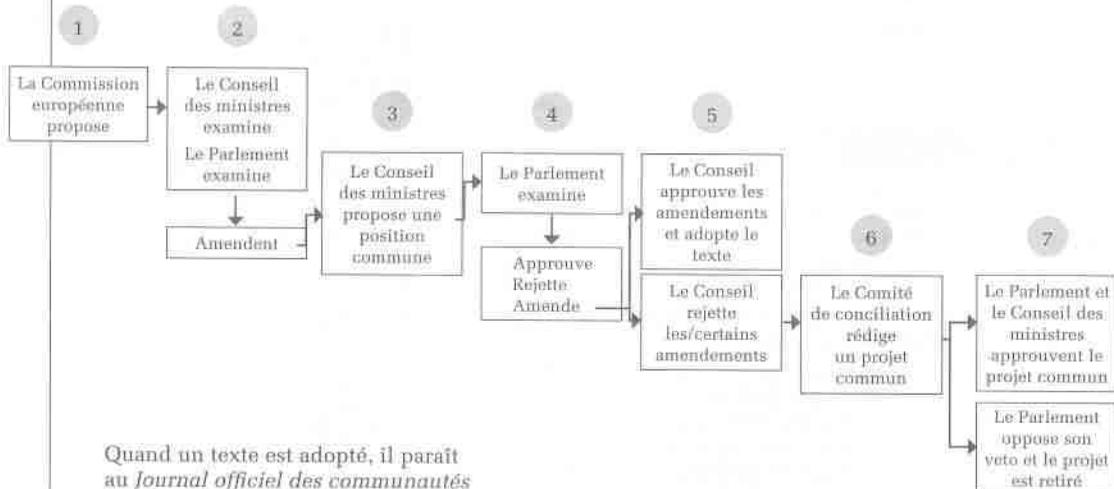 1
La Commission
européenne
propose
2
Le Conseil
des ministres
examine
Le Parlement
examine
Amendent
3
Le Conseil
des ministres
propose une
position
commune
4
Le Parlement
examine
Approuve
Rejette
Amende
5
Le Conseil
approuve les
amendements
et adopte le
texte
Le Conseil
rejette
les/certains
amendements
6
Le Comité
de conciliation
rédige
un projet
commun
7
Le Parlement et
le Conseil des
ministres
approuvent le
projet commun
Le Parlement
oppose son
veto et le projet
est retiré
Quand un texte est adopté, il paraît
au Journal officiel des communautés